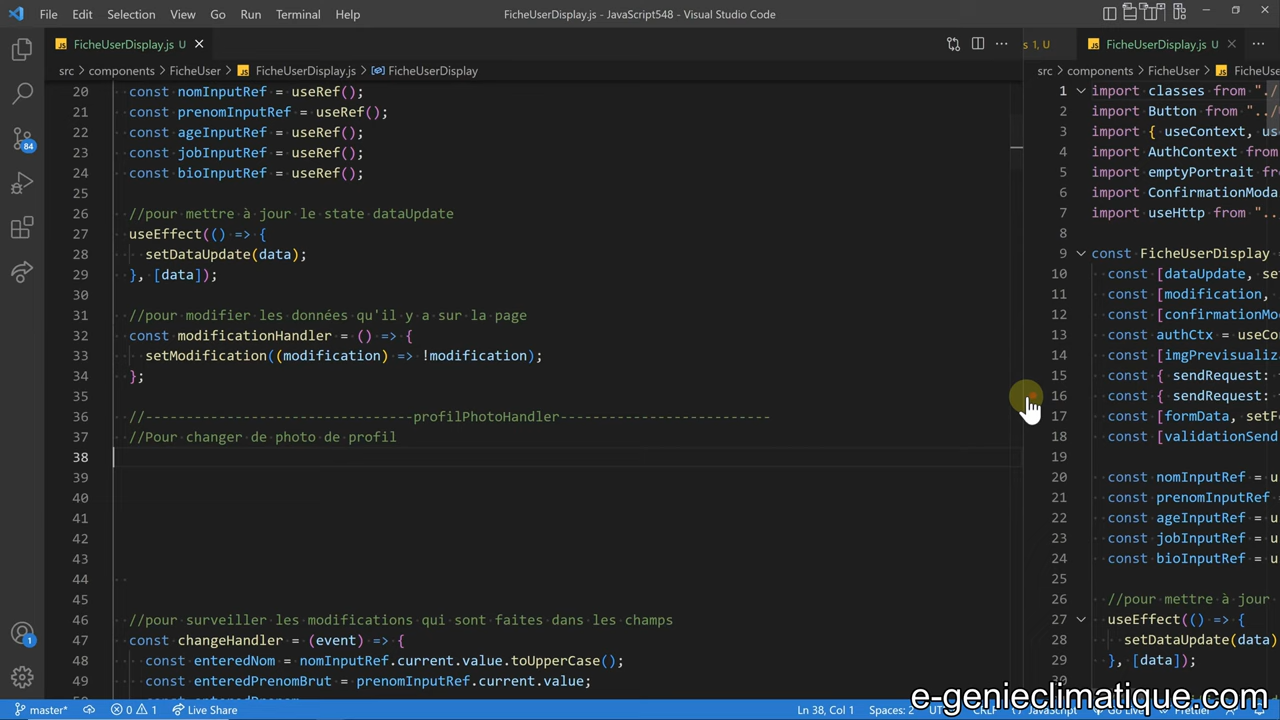 File Edit Selection View Go Run Terminal Help FicheUserDisplay.js - JavaScript548 - Visual Studio Code
JS FicheUserDisplay.js U
src components FicheUser JS FicheUserDisplay.js FicheUserDisplay
20 const nomInputRef = useRef();
21 const prenomInputRef = useRef();
22 const ageInputRef = useRef();
23 const jobInputRef = useRef();
24 const bioInputRef = useRef();
25
26 //pour mettre à jour le state dataUpdate
27 useEffect(() => {
28 setDataUpdate(data);
29 }, [data]);
30
31 //pour modifier les données qu'il y a sur la page
32 const modificationHandler = () => {
33 setModification((modification) => !modification);
34 };
35
36 //---------------------------------profilPhotoHandler--------------------------
37 //Pour changer de photo de profil
38
39
40
41
42
43
44
45
46 //pour surveiller les modifications qui sont faites dans les champs
47 const changeHandler = (event) => {
48 const enteredNom = nomInputRef.current.value.toUpperCase();
49 const enteredPrenomBrut = prenomInputRef.current.value;
s 1, U JS FicheUserDisplay.js U
src components FicheUser JS FicheUse
1 import classes from "./
2 import Button from "../
3 import { useContext, us
4 import AuthContext from
5 import emptyPortrait fr
6 import ConfirmationModa
7 import useHttp from "..
8
9 const FicheUserDisplay
10 const [dataUpdate, set
11 const [modification,
12 const [confirmationMo
13 const authCtx = useCo
14 const [imgPrevisualiz
15 const { sendRequest:
16 const { sendRequest:
17 const [formData, setF
18 const [validationSend
19
20 const nomInputRef = u
21 const prenomInputRef
22 const ageInputRef = u
23 const jobInputRef = u
24 const bioInputRef = u
25
26 //pour mettre à jour
27 useEffect(() => {
28 setDataUpdate(data)
29 }, [data]);
84
1
master* 0 1 Live Share Ln 38, Col 1 Spaces: 2
e-genieclimatique.com